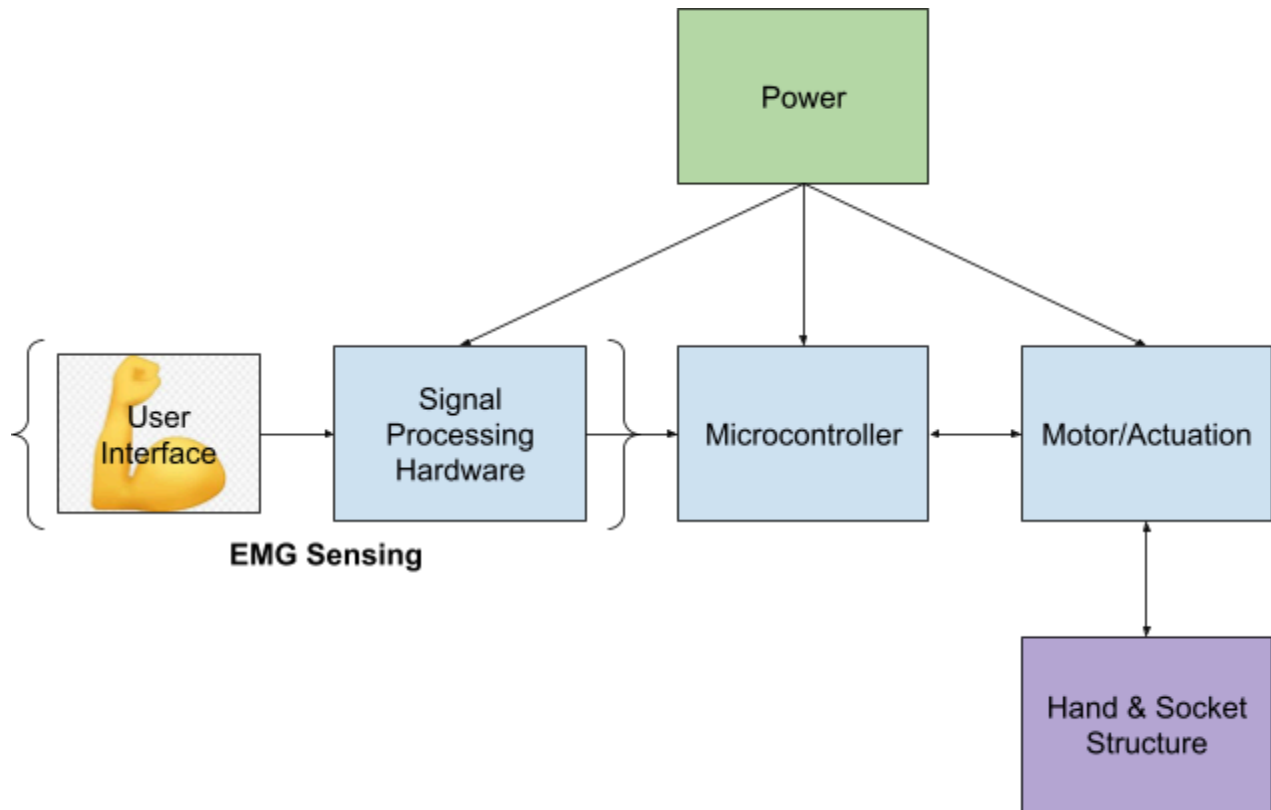 Power
User
Interface
Signal
Processing
Hardware
Microcontroller
Motor/Actuation
EMG Sensing
Hand & Socket
Structure